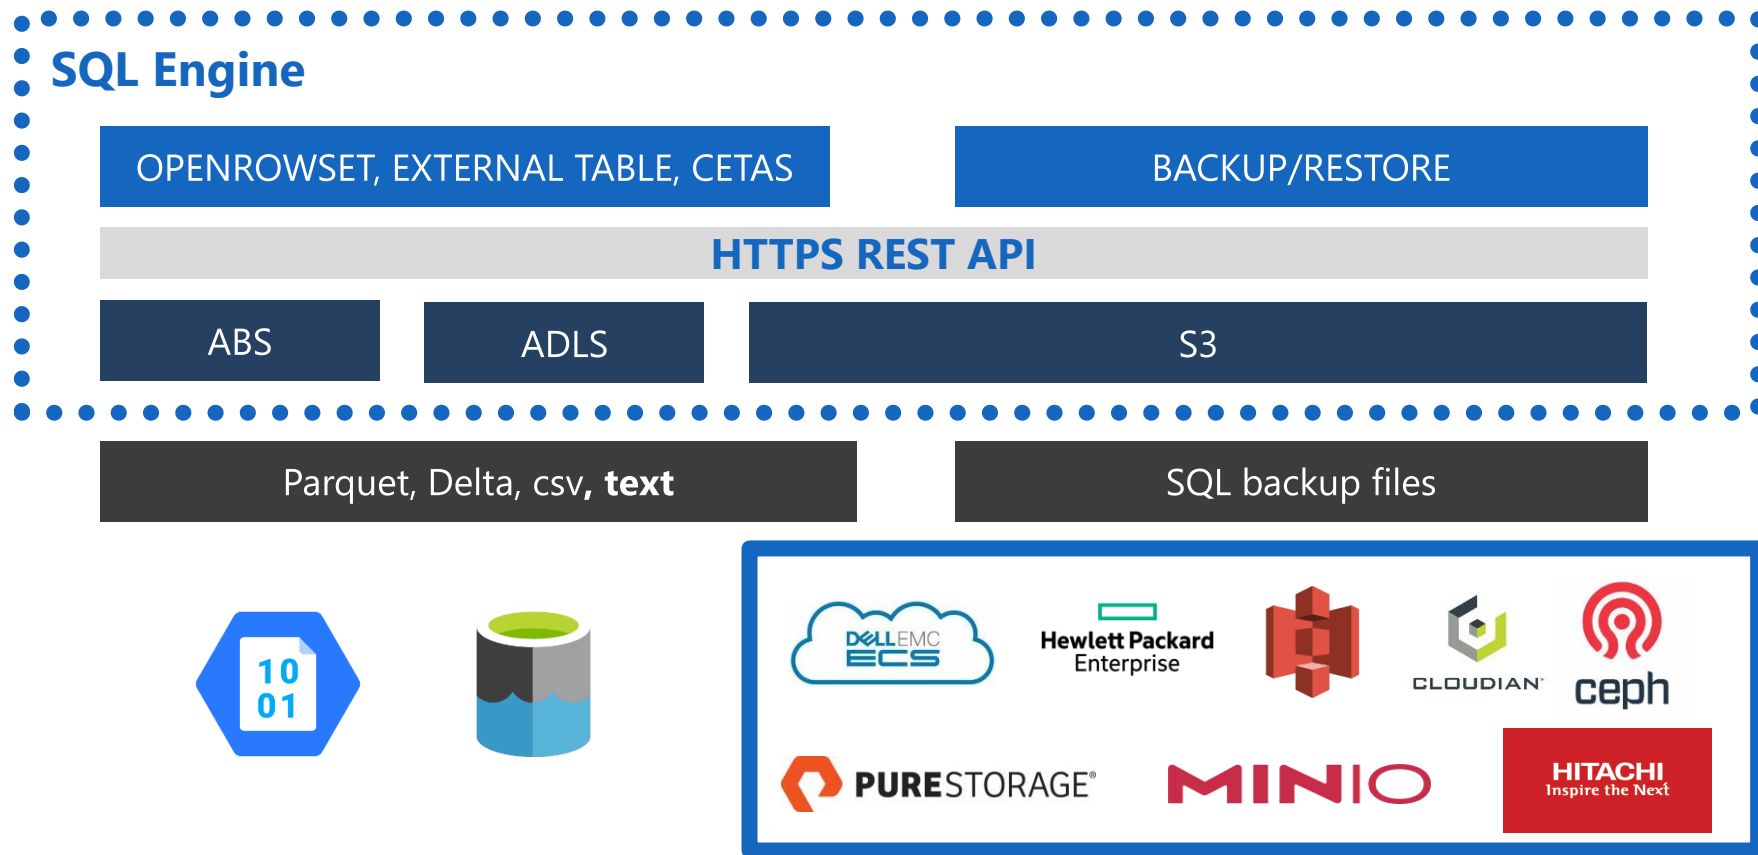 SQL Engine
OPENROWSET, EXTERNAL TABLE, CETAS
BACKUP/RESTORE
HTTPS REST API
ABS
ADLS
S3
Parquet, Delta, csv, text
SQL backup files
10
01
DELLEMC
ECS
Hewlett Packard
Enterprise
CLOUDIAN
ceph
PURESTORAGE®
MINIO
HITACHI
Inspire the Next